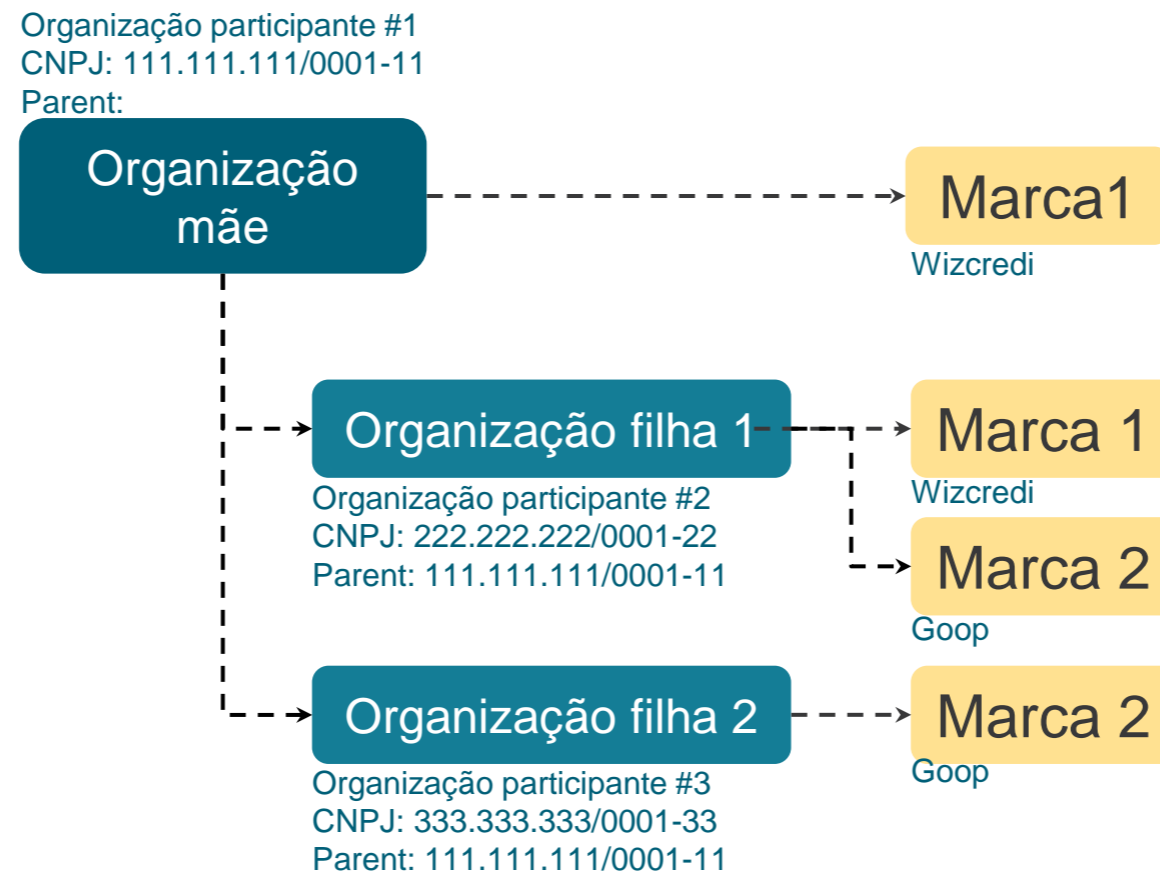 Organização participante #1
CNPJ: 111.111.111/0001-11
Parent:
Organização
mãe
Marca1
Wizcredi
Organização filha 1
Organização participante #2
CNPJ: 222.222.222/0001-22
Parent: 111.111.111/0001-11
Marca 1
Wizcredi
Marca 2
Goop
Organização filha 2
Organização participante #3
CNPJ: 333.333.333/0001-33
Parent: 111.111.111/0001-11
Marca 2
Goop